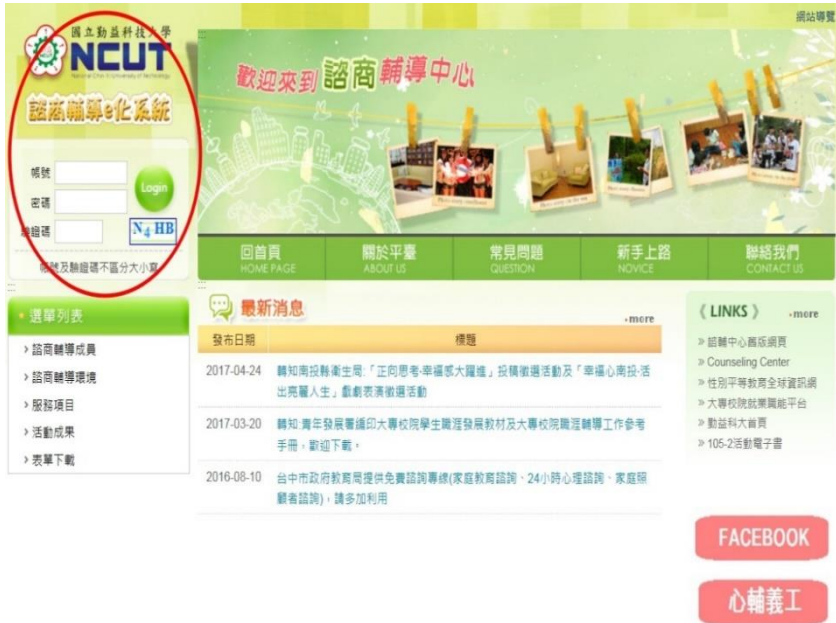 網站導覽
國立勤益科技大學
NCUT
National Chin-Yi University of Technology
諮商輔導e化系統
帳號
密碼
Login
驗證碼
N4HB
帳號及驗證碼不區分大小寫
歡迎來到 諮商輔導中心
回首頁
HOME PAGE
關於平臺
ABOUT US
常見問題
QUESTION
新手上路
NOVICE
聯絡我們
CONTACT US
選單列表
諮商輔導成員
諮商輔導環境
服務項目
活動成果
表單下載
最新消息
more
發布日期 標題
2017-04-24 轉知南投縣衛生局:「正向思考-幸福感大躍進」投稿徵選活動及「幸福心南投-活
出亮麗人生」戲劇表演徵選活動
2017-03-20 轉知:青年發展署編印大專校院學生職涯發展教材及大專校院職涯輔導工作參考
手冊，歡迎下載。
2016-08-10 台中市政府教育局提供免費諮詢專線(家庭教育諮詢、24小時心理諮詢、家庭照
顧者諮詢)，請多加利用
《 LINKS 》 more
» 諮輔中心舊版網頁
» Counseling Center
» 性別平等教育全球資訊網
» 大專校院就業職能平台
» 勤益科大首頁
» 105-2活動電子書
FACEBOOK
心輔義工